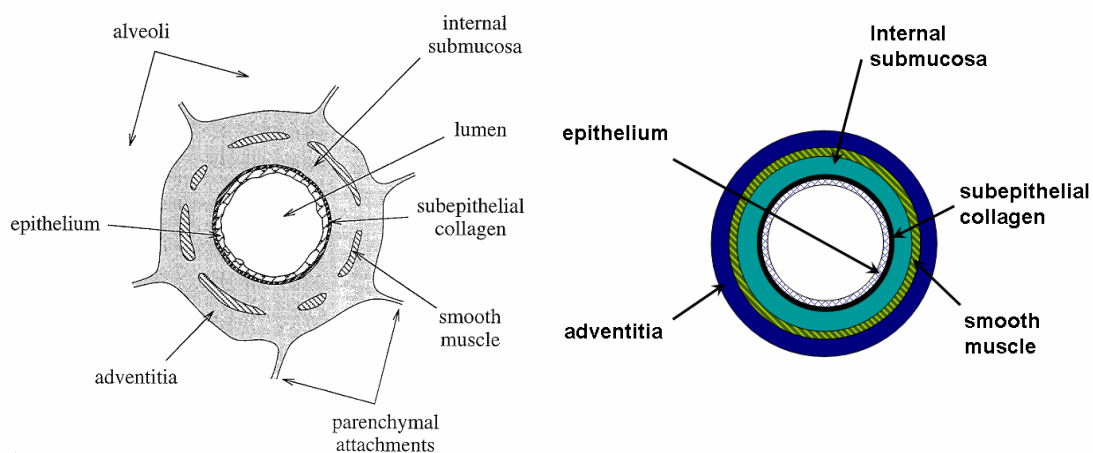 alveoli
internal
submucosa
lumen
epithelium
subepithelial
collagen
smooth
muscle
adventitia
parenchymal
attachments
Internal
submucosa
epithelium
subepithelial
collagen
adventitia
smooth
muscle